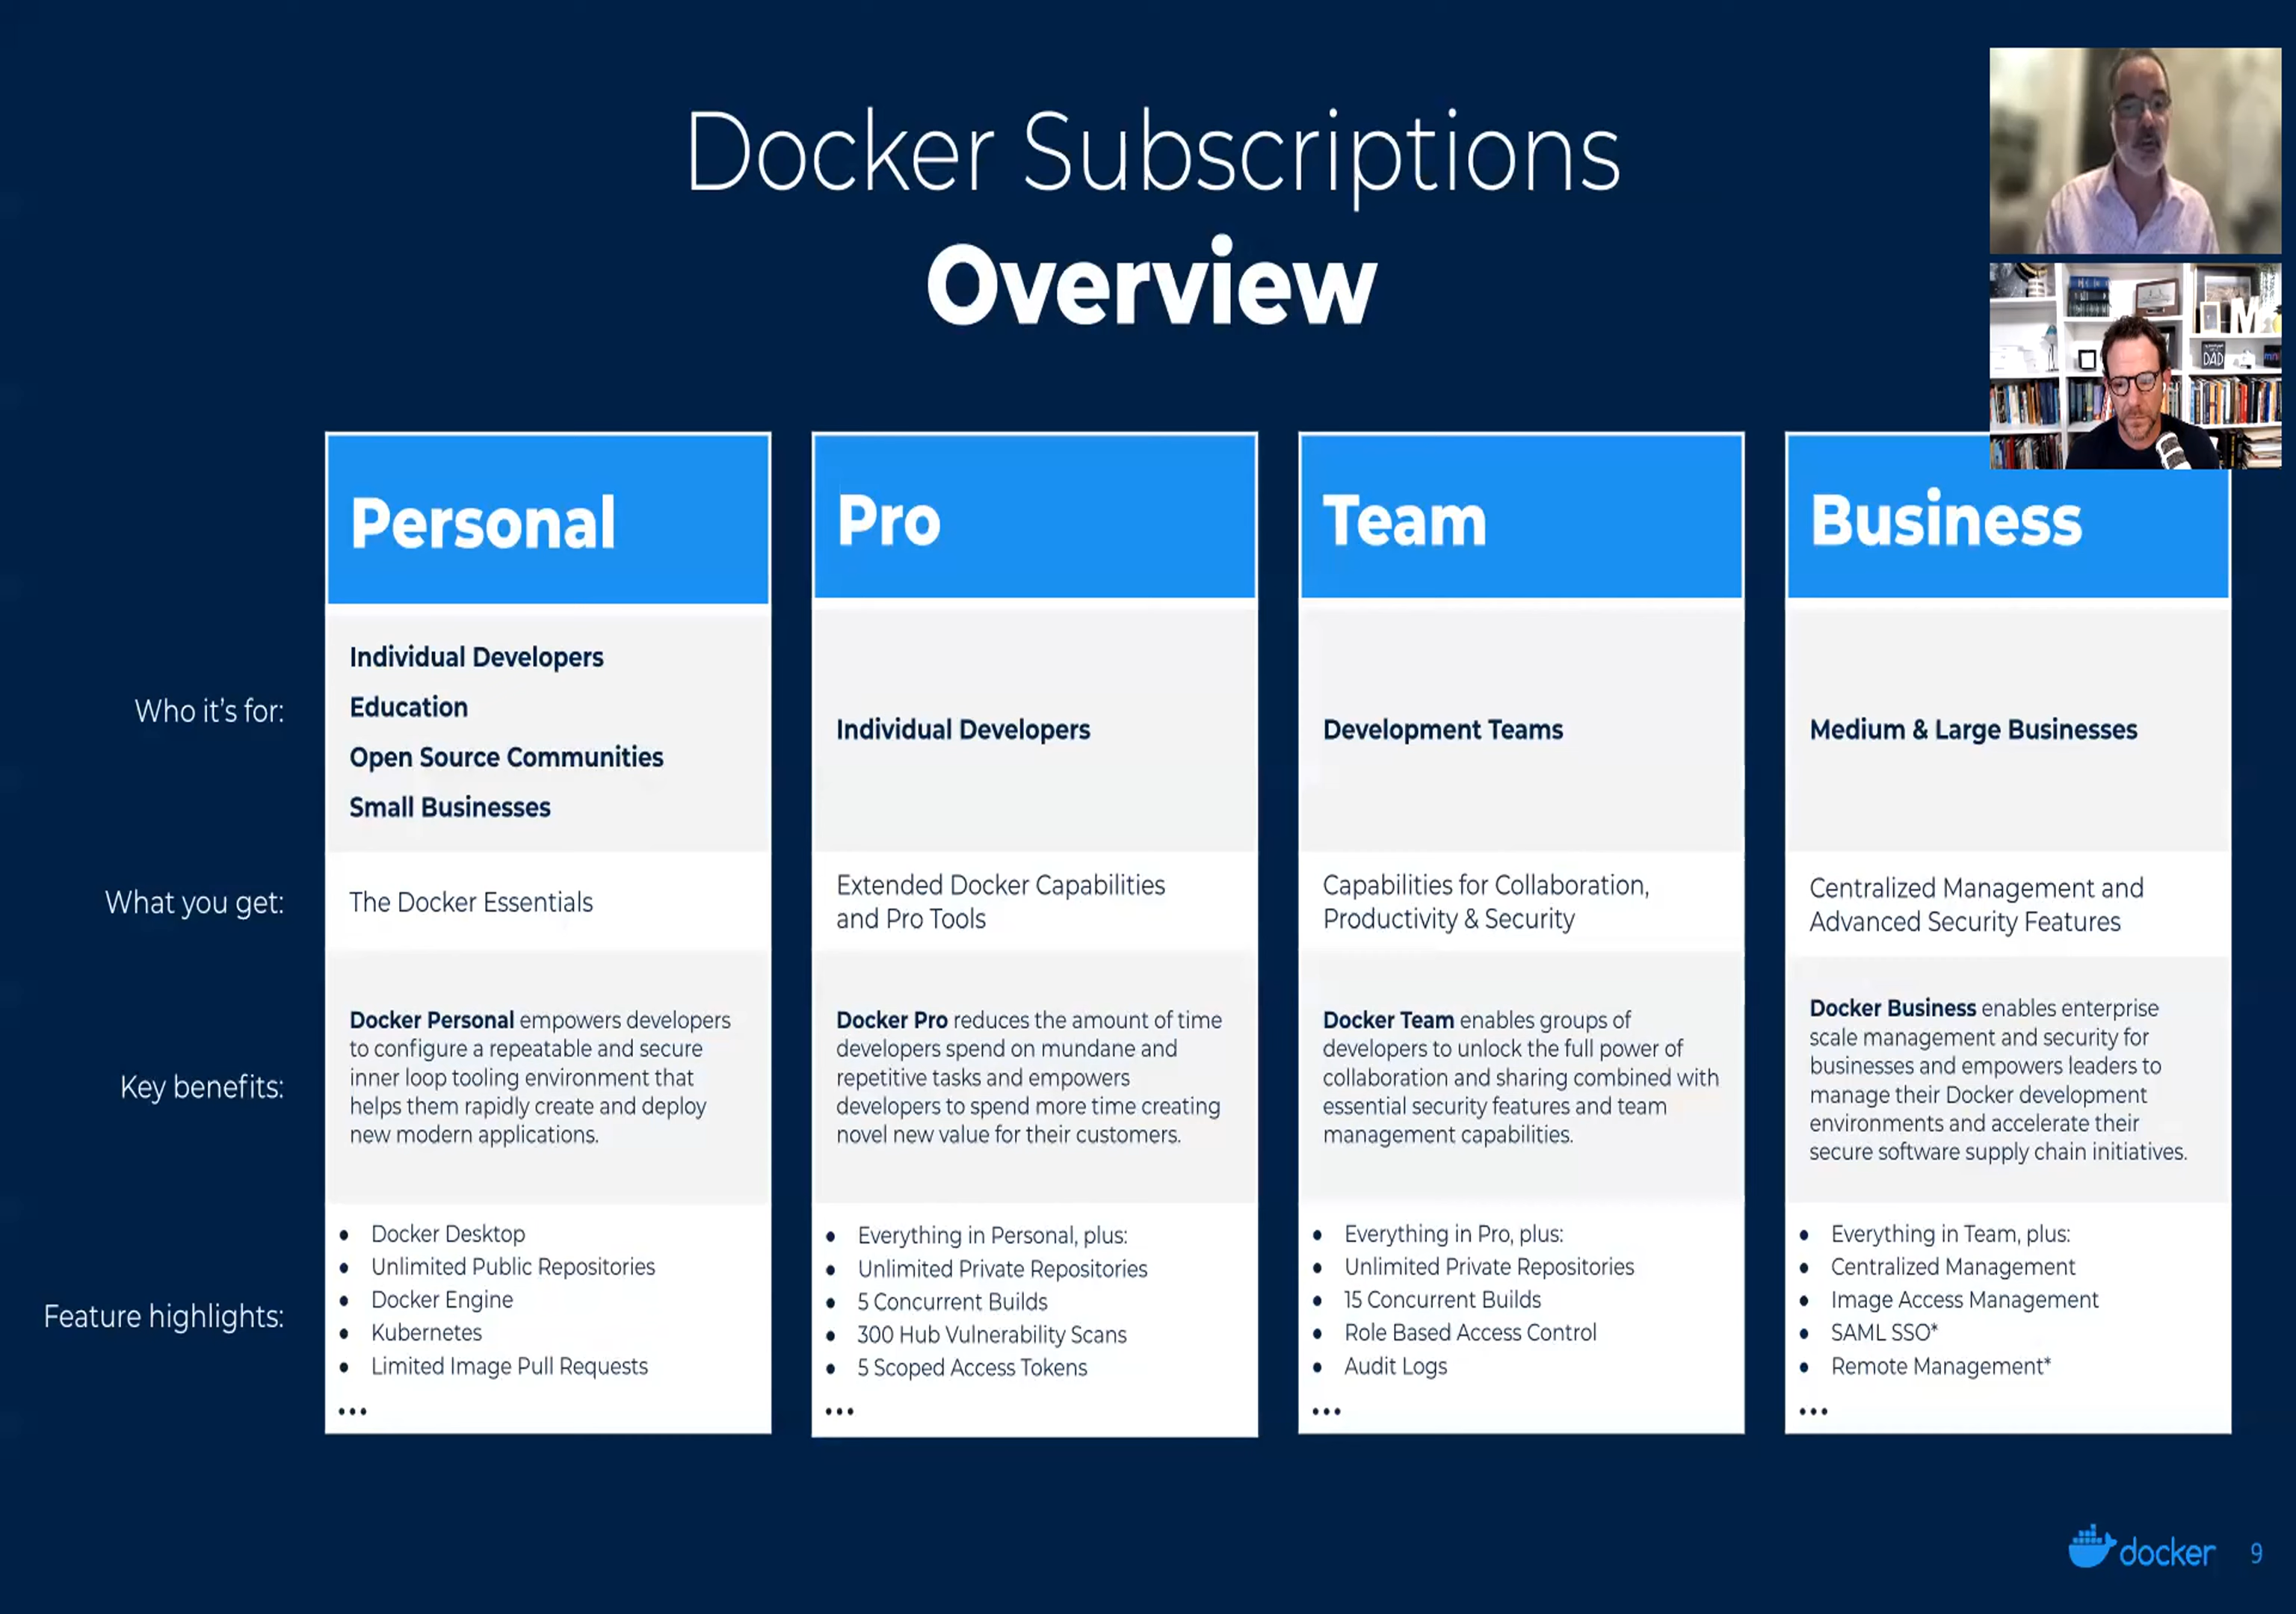 Docker Subscriptions
Overview
Personal
Pro
Team
Business
Who it's for:
Individual Developers
Education
Open Source Communities
Small Businesses
Individual Developers
Development Teams
Medium & Large Businesses
What you get:
The Docker Essentials
Extended Docker Capabilities
and Pro Tools
Capabilities for Collaboration,
Productivity & Security
Centralized Management and
Advanced Security Features
Key benefits:
Docker Personal empowers developers
to configure a repeatable and secure
inner loop tooling environment that
helps them rapidly create and deploy
new modern applications.
Docker Pro reduces the amount of time
developers spend on mundane and
repetitive tasks and empowers
developers to spend more time creating
novel new value for their customers.
Docker Team enables groups of
developers to unlock the full power of
collaboration and sharing combined with
essential security features and team
management capabilities.
Docker Business enables enterprise
scale management and security for
businesses and empowers leaders to
manage their Docker development
environments and accelerate their
secure software supply chain initiatives.
Feature highlights:
• Docker Desktop
• Unlimited Public Repositories
• Docker Engine
• Kubernetes
• Limited Image Pull Requests
...
• Everything in Personal, plus:
• Unlimited Private Repositories
• 5 Concurrent Builds
• 300 Hub Vulnerability Scans
• 5 Scoped Access Tokens
...
• Everything in Pro, plus:
• Unlimited Private Repositories
• 15 Concurrent Builds
• Role Based Access Control
• Audit Logs
...
• Everything in Team, plus:
• Centralized Management
• Image Access Management
• SAML SSO*
• Remote Management*
...
docker 9
M
DAD